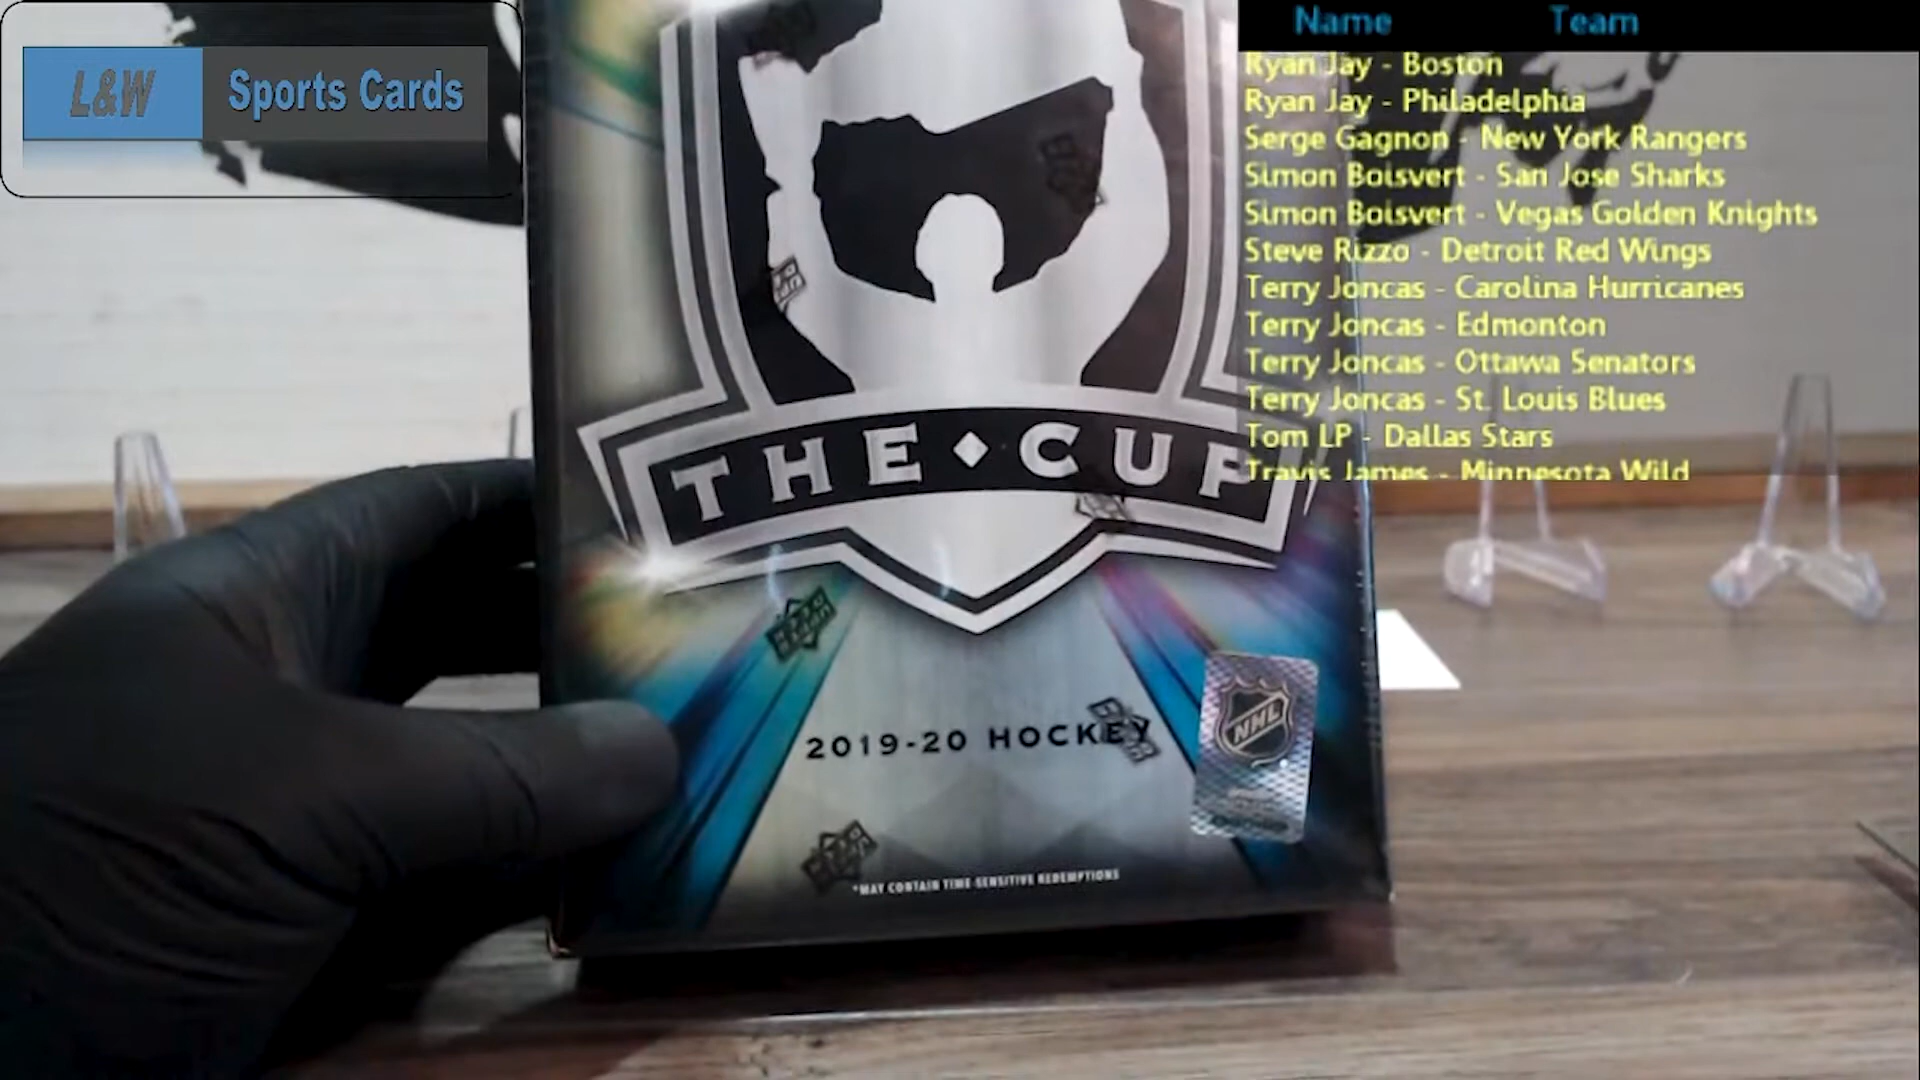 L&W Sports Cards
Name Team
Ryan Jay - Boston
Ryan Jay - Philadelphia
Serge Gagnon - New York Rangers
Simon Boisvert - San Jose Sharks
Simon Boisvert - Vegas Golden Knights
Steve Rizzo - Detroit Red Wings
Terry Joncas - Carolina Hurricanes
Terry Joncas - Edmonton
Terry Joncas - Ottawa Senators
Terry Joncas - St. Louis Blues
Tom LP - Dallas Stars
Travis James - Minnesota Wild
THE CUP
2019-20 HOCKEY
NHL
*MAY CONTAIN TIME-SENSITIVE REDEMPTIONS